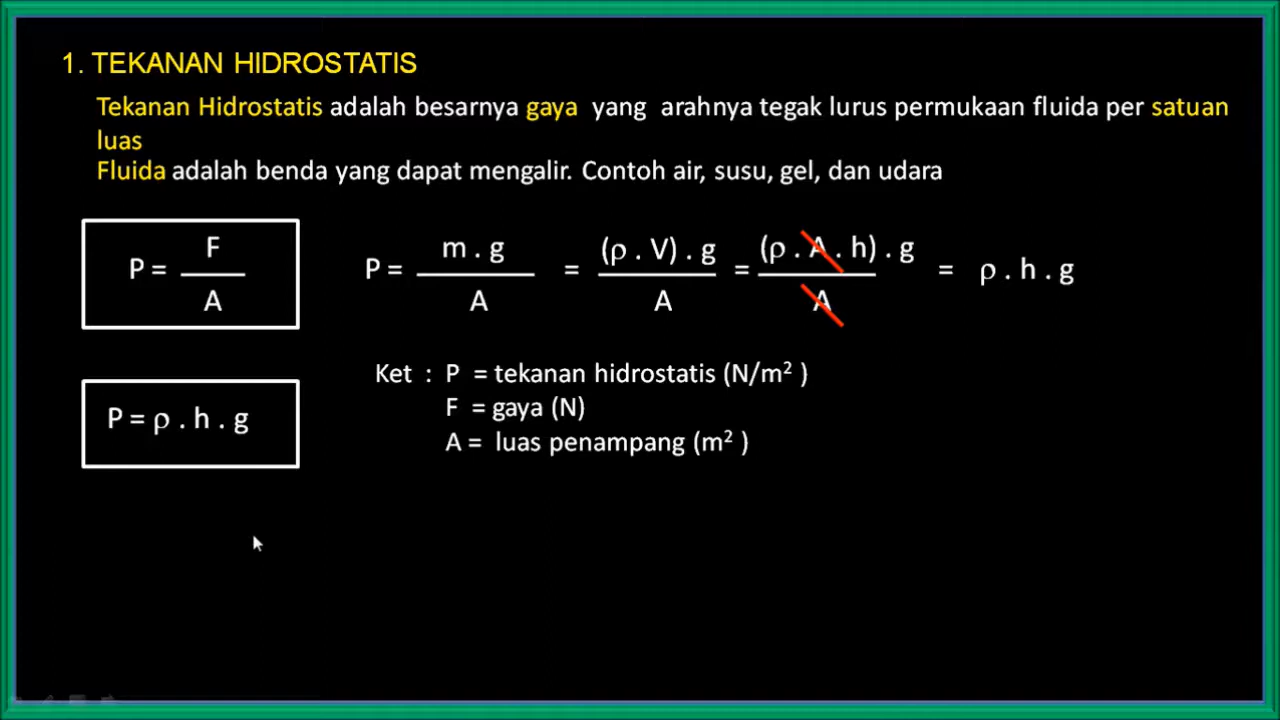 1. TEKANAN HIDROSTATIS
Tekanan Hidrostatis adalah besarnya gaya yang arahnya tegak lurus permukaan fluida per satuan
luas
Fluida adalah benda yang dapat mengalir. Contoh air, susu, gel, dan udara
P = F / A
P = m . g / A = (ρ . V) . g / A = (ρ . A . h) . g / A = ρ . h . g
Ket : P = tekanan hidrostatis (N/m² )
P = ρ . h . g
F = gaya (N)
A = luas penampang (m² )